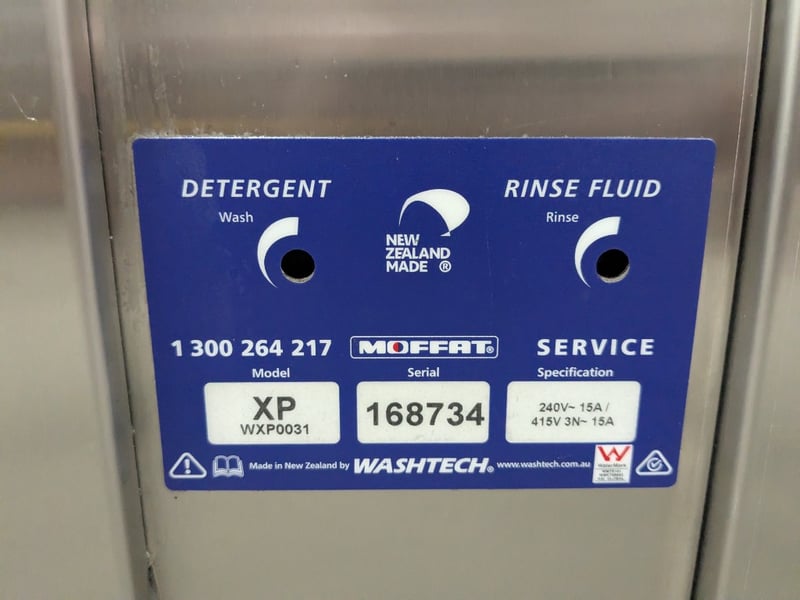 DETERGENT
Wash
NEW
ZEALAND
MADE ®
RINSE FLUID
Rinse
1 300 264 217
MOFFAT®
SERVICE
Model
XP
WXP0031
Serial
168734
Specification
240V~ 15A /
415V 3N~ 15A
Made in New Zealand by WASHTECH® www.washtech.com.au
WaterMark